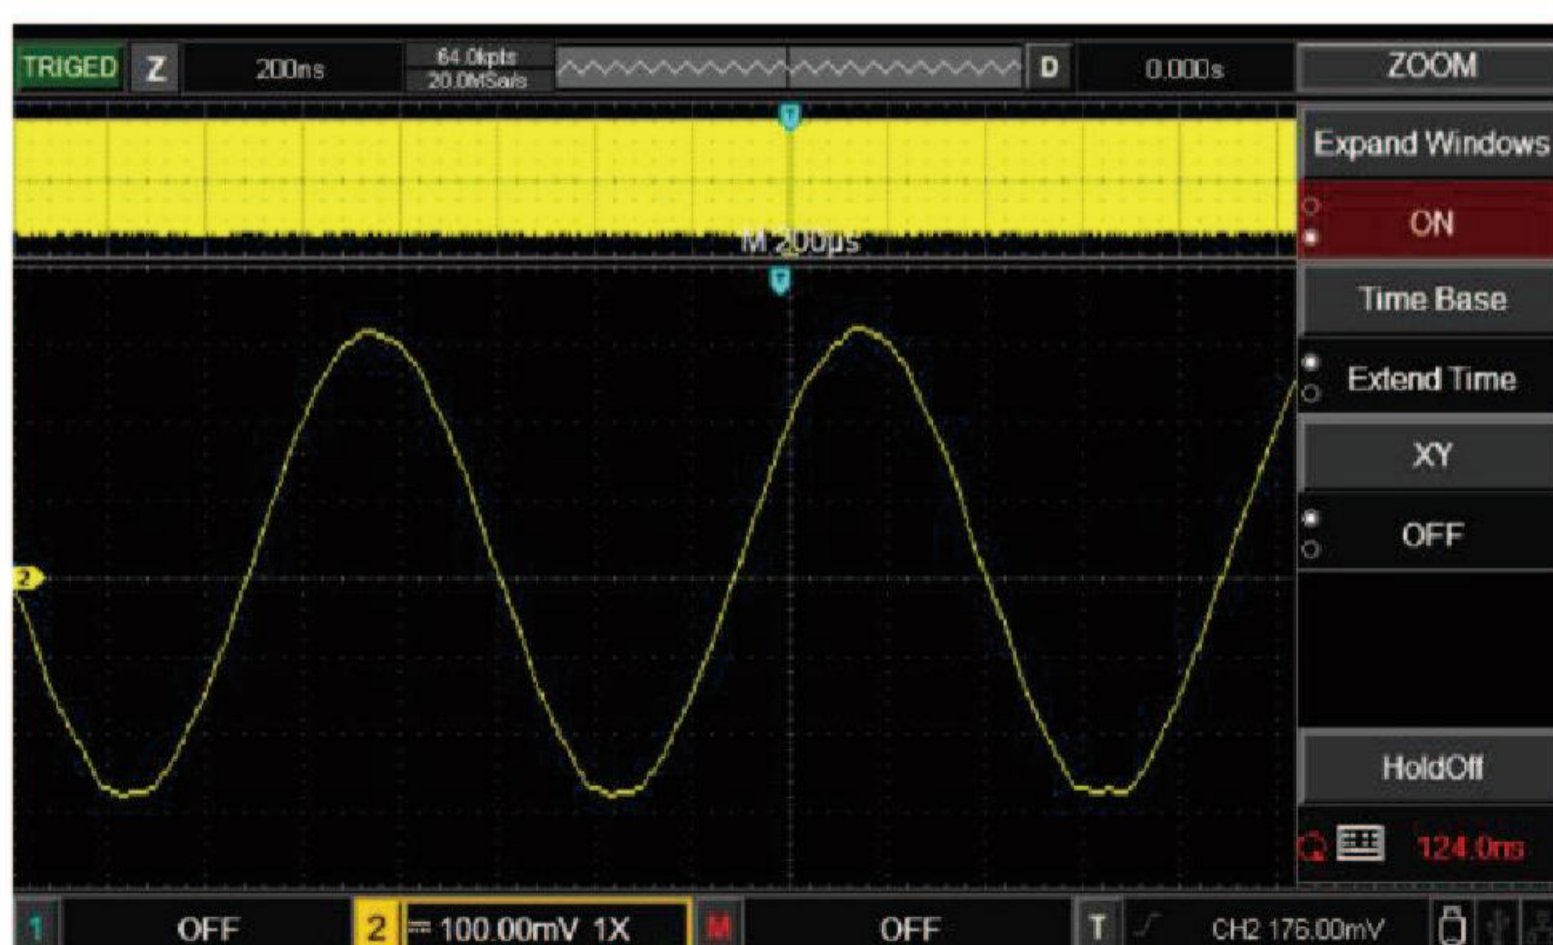 TRIGED Z 200ns 64.0kpts D 0.000s ZOOM
20.0MSa/s
T
Expand Windows
ON
M 200μs
T
Time Base
Extend Time
XY
OFF
2
HoldOff
124.0ns
1 OFF 2 100.00mV 1X M OFF T CH2 176.00mV